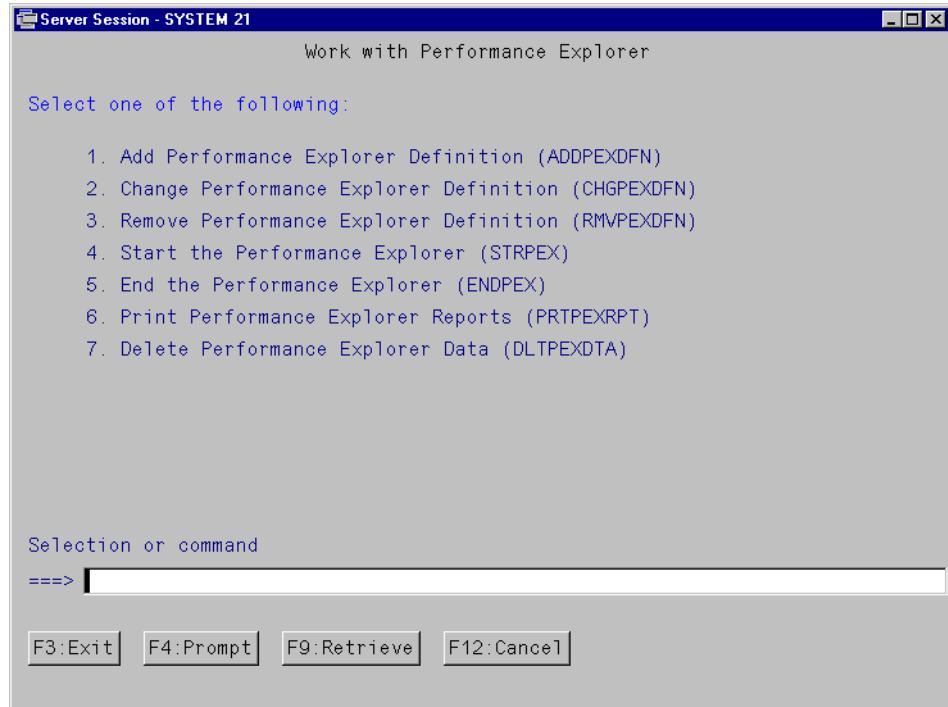 Server Session - SYSTEM 21
Work with Performance Explorer
Select one of the following:
1. Add Performance Explorer Definition (ADDPEXDFN)
2. Change Performance Explorer Definition (CHGPEXDFN)
3. Remove Performance Explorer Definition (RMVPEXDFN)
4. Start the Performance Explorer (STRPEX)
5. End the Performance Explorer (ENDPEX)
6. Print Performance Explorer Reports (PRTPEXRPT)
7. Delete Performance Explorer Data (DLTPEXDTA)
Selection or command
===>
F3:Exit F4:Prompt F9:Retrieve F12:Cancel